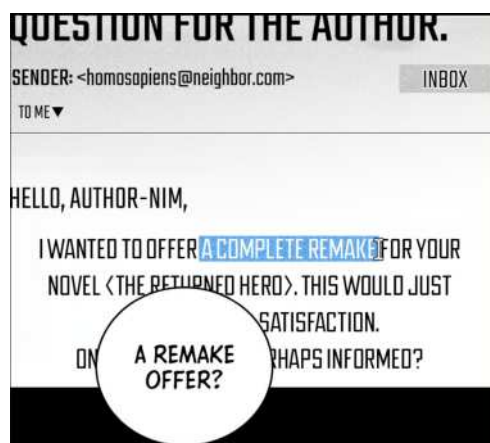 QUESTION FOR THE AUTHOR.
SENDER: <homosapiens@neighbor.com>
INBOX
TO ME▼
HELLO, AUTHOR-NIM,
I WANTED TO OFFER A COMPLETE REMAKE FOR YOUR
NOVEL <THE RETURNED HERO>. THIS WOULD JUST
SATISFACTION.
INFORMED?
A REMAKE
OFFER?